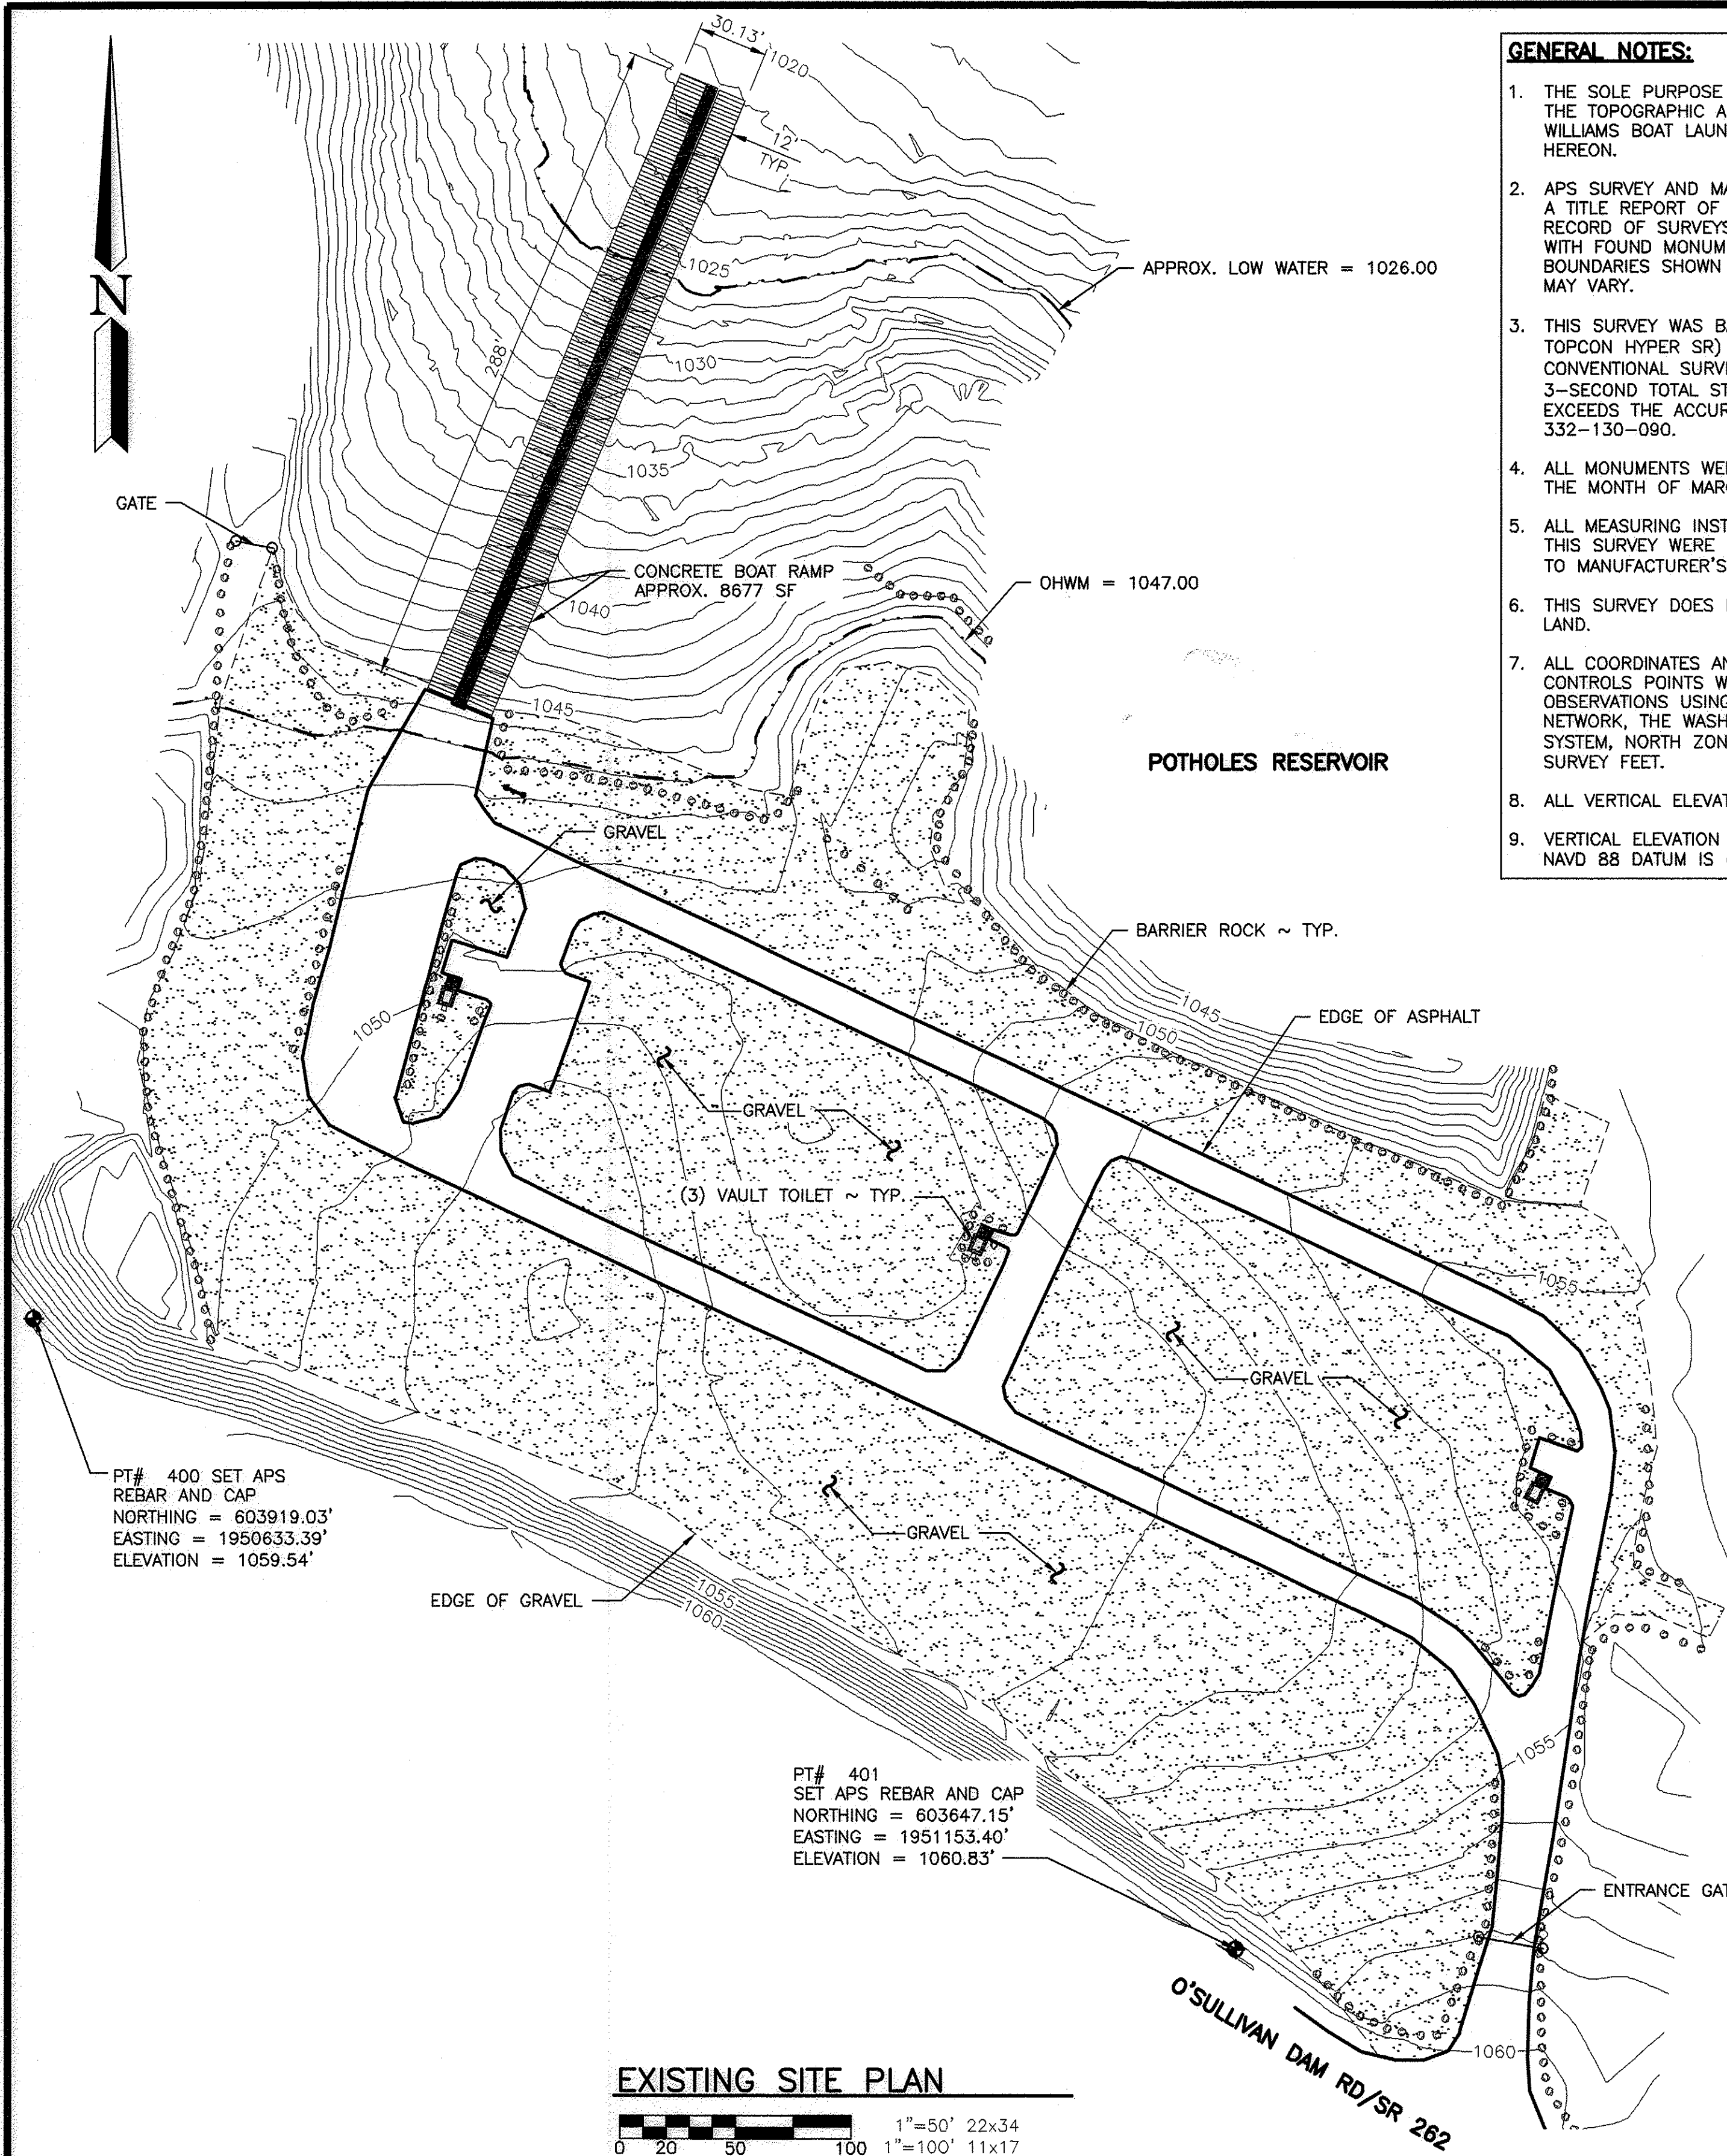 30.13'
1020
12'
TYP.
288'
N
1025
APPROX. LOW WATER = 1026.00
1030
1035
GATE
CONCRETE BOAT RAMP
APPROX. 8677 SF
1040
OHWM = 1047.00
1045
POTHOLES RESERVOIR
GRAVEL
BARRIER ROCK ~ TYP.
1045
1050
1050
EDGE OF ASPHALT
GRAVEL
(3) VAULT TOILET ~ TYP.
1055
GRAVEL
PT# 400 SET APS
REBAR AND CAP
NORTHING = 603919.03'
EASTING = 1950633.39'
ELEVATION = 1059.54'
GRAVEL
EDGE OF GRAVEL
1055
1060
1055
PT# 401
SET APS REBAR AND CAP
NORTHING = 603647.15'
EASTING = 1951153.40'
ELEVATION = 1060.83'
ENTRANCE GAT
O'SULLIVAN DAM RD/SR 262
1060
EXISTING SITE PLAN
0 20 50 100
1"=50' 22x34
1"=100' 11x17
GENERAL NOTES:
1. THE SOLE PURPOSE
THE TOPOGRAPHIC A
WILLIAMS BOAT LAUN
HEREON.
2. APS SURVEY AND MA
A TITLE REPORT OF
RECORD OF SURVEYS
WITH FOUND MONUM
BOUNDARIES SHOWN
MAY VARY.
3. THIS SURVEY WAS BA
TOPCON HYPER SR)
CONVENTIONAL SURVE
3-SECOND TOTAL ST
EXCEEDS THE ACCUR
332-130-090.
4. ALL MONUMENTS WER
THE MONTH OF MARC
5. ALL MEASURING INST
THIS SURVEY WERE
TO MANUFACTURER'S
6. THIS SURVEY DOES
LAND.
7. ALL COORDINATES AN
CONTROLS POINTS W
OBSERVATIONS USING
NETWORK, THE WASH
SYSTEM, NORTH ZON
SURVEY FEET.
8. ALL VERTICAL ELEVAT
9. VERTICAL ELEVATION
NAVD 88 DATUM IS